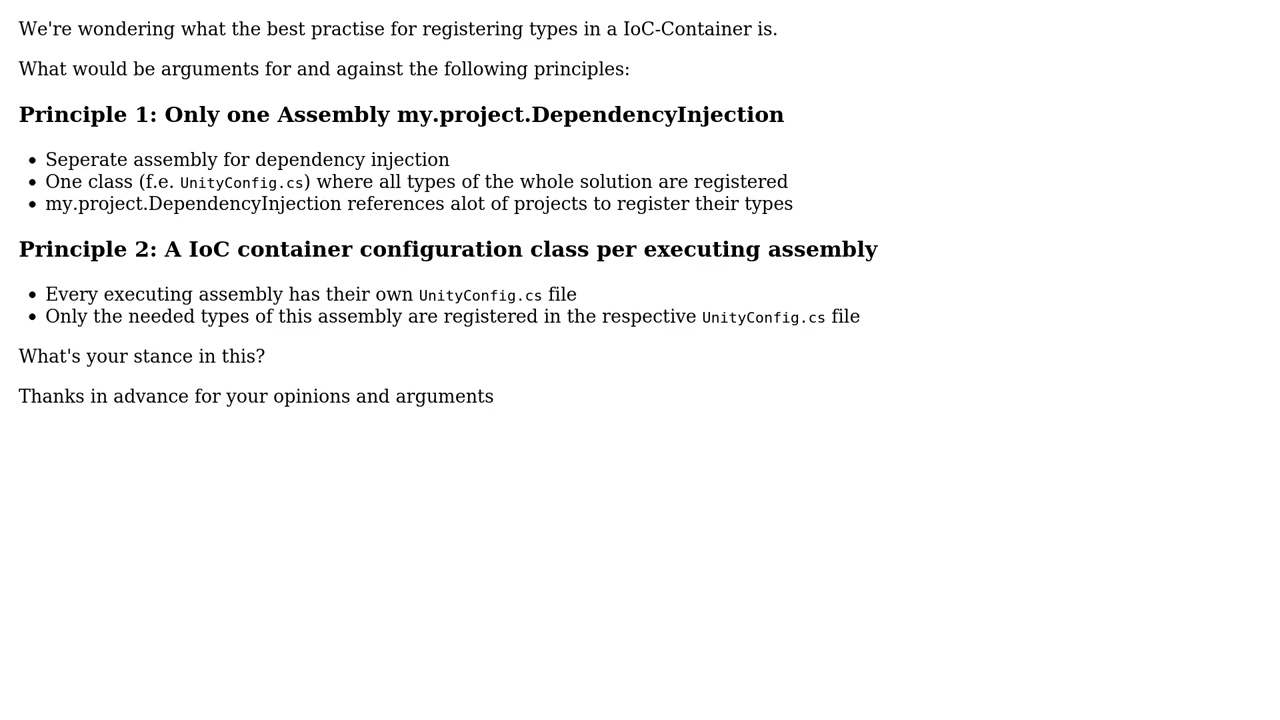 We're wondering what the best practise for registering types in a IoC-Container is.
What would be arguments for and against the following principles:
Principle 1: Only one Assembly my.project.DependencyInjection
• Seperate assembly for dependency injection
• One class (f.e. UnityConfig.cs) where all types of the whole solution are registered
• my.project.DependencyInjection references alot of projects to register their types
Principle 2: A IoC container configuration class per executing assembly
• Every executing assembly has their own UnityConfig.cs file
• Only the needed types of this assembly are registered in the respective UnityConfig.cs file
What's your stance in this?
Thanks in advance for your opinions and arguments